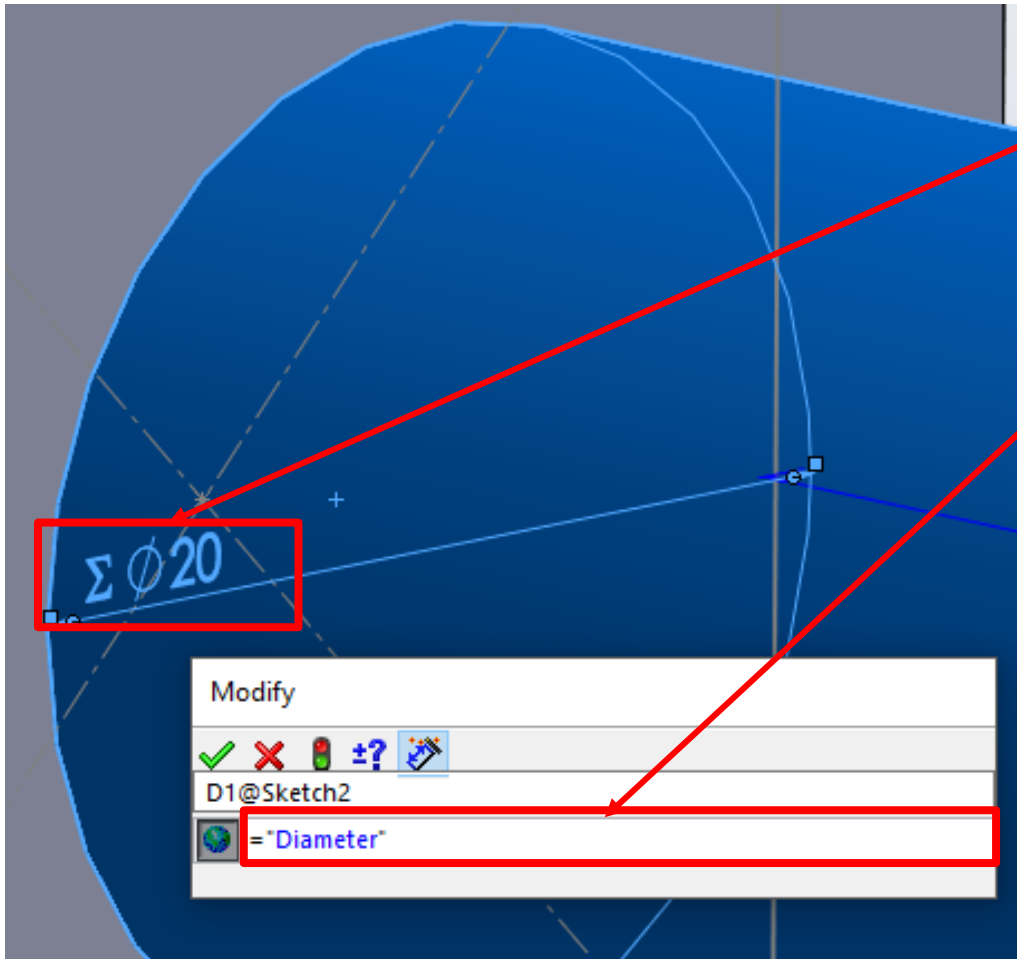 Σ ∅20
Modify
±?
D1@Sketch2
="Diameter"